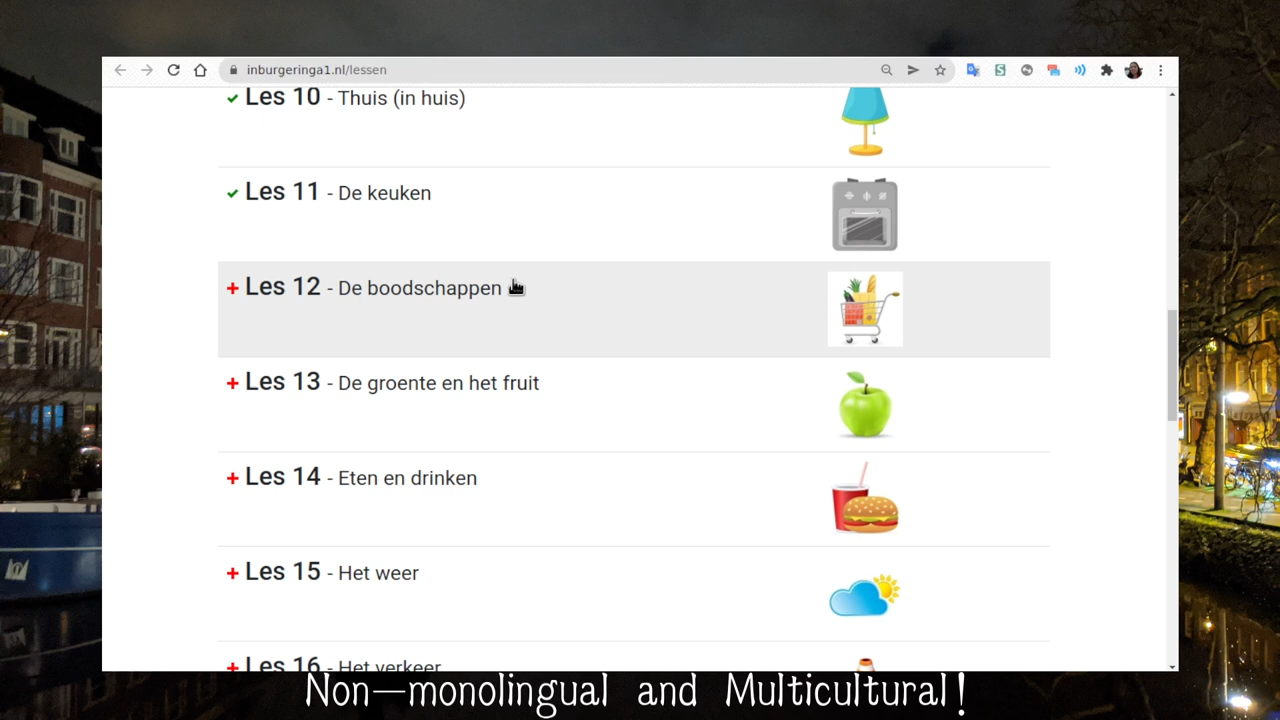 inburgeringa1.nl/lessen
Les 10 - Thuis (in huis)
Les 11 - De keuken
Les 12 - De boodschappen
Les 13 - De groente en het fruit
Les 14 - Eten en drinken
Les 15 - Het weer
Les 16 - Het verkeer
Non-monolingual and Multicultural!